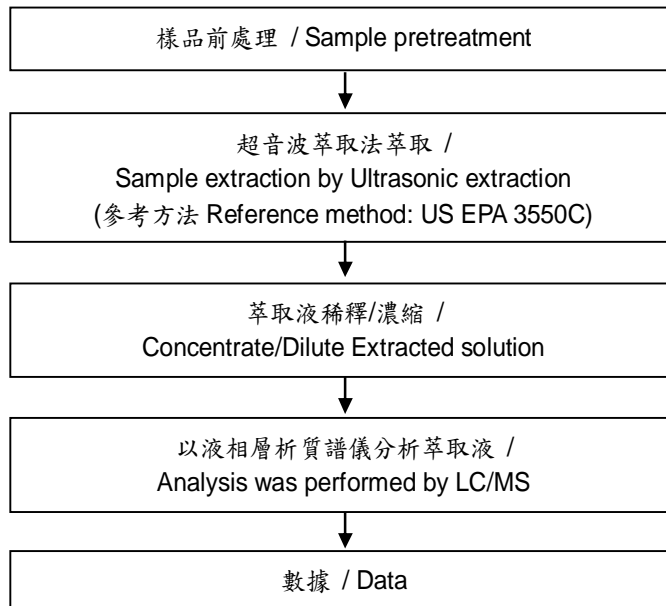 樣品前處理 / Sample pretreatment
超音波萃取法萃取 /
Sample extraction by Ultrasonic extraction
(參考方法 Reference method: US EPA 3550C)
萃取液稀釋/濃縮 /
Concentrate/Dilute Extracted solution
以液相層析質譜儀分析萃取液 /
Analysis was performed by LC/MS
數據 / Data